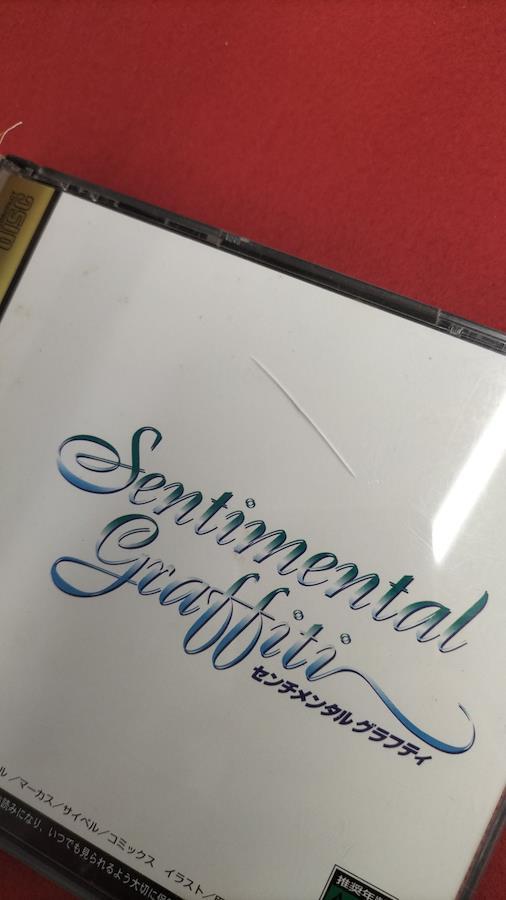 DISC
Sentimental
Graffiti
センチメンタル グラフティ
ル／マーカス／サイベル／コミックス イラスト／
読みになり、いつでも見られるよう大切に保
推奨年